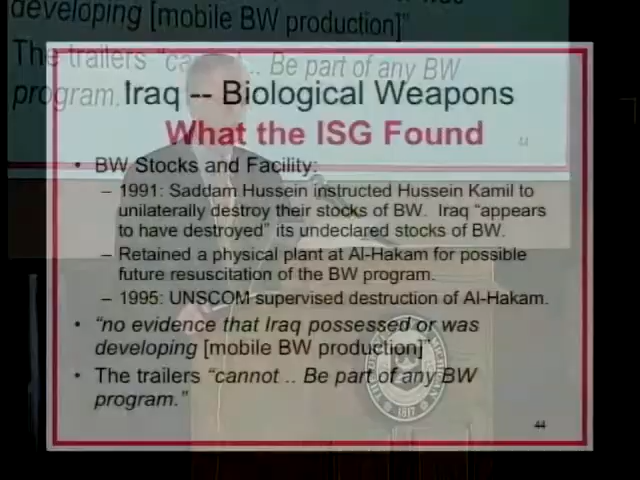 developing [mobile BW production]"
The trailers "ca .. Be part of any BW
program.
44
Iraq -- Biological Weapons
What the ISG Found
• BW Stocks and Facility:
– 1991: Saddam Hussein instructed Hussein Kamil to
unilaterally destroy their stocks of BW. Iraq "appears
to have destroyed" its undeclared stocks of BW.
– Retained a physical plant at Al-Hakam for possible
future resuscitation of the BW program.
– 1995: UNSCOM supervised destruction of Al-Hakam.
• "no evidence that Iraq possessed or was
developing [mobile BW production]"
• The trailers "cannot .. Be part of any BW
program."
44
1817